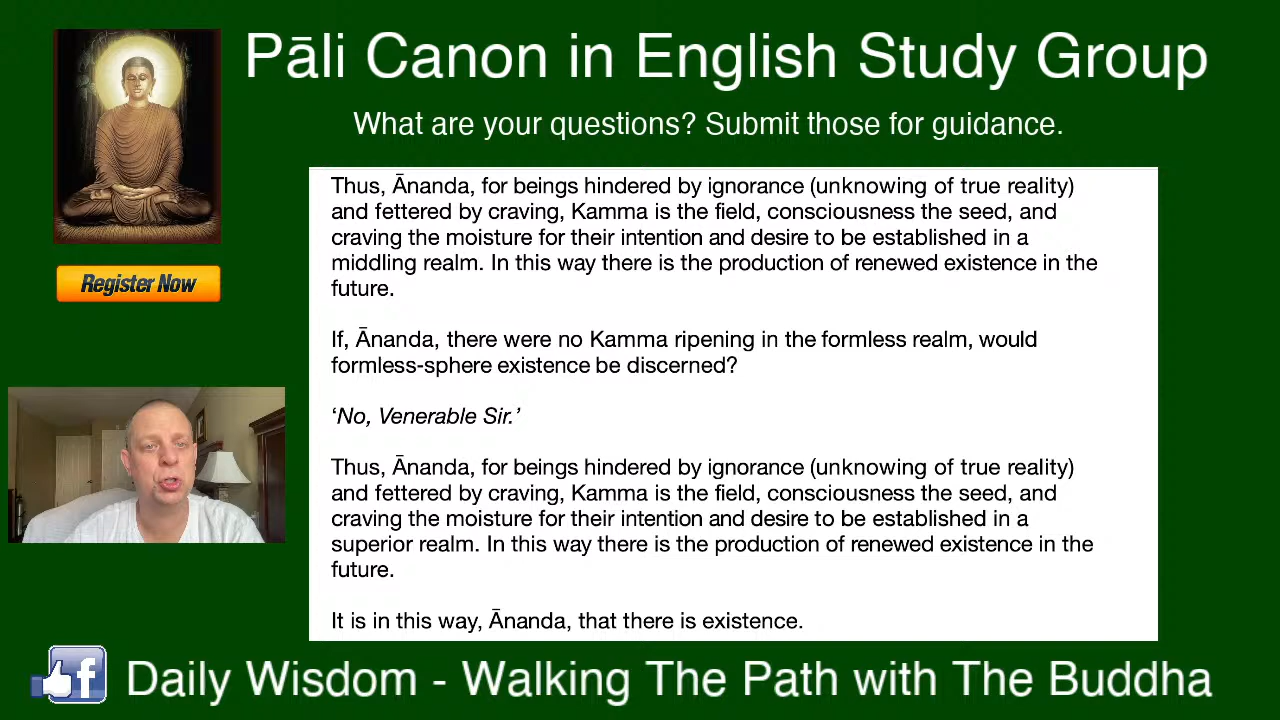 Pāli Canon in English Study Group
What are your questions? Submit those for guidance.
Register Now
Thus, Ānanda, for beings hindered by ignorance (unknowing of true reality)
and fettered by craving, Kamma is the field, consciousness the seed, and
craving the moisture for their intention and desire to be established in a
middling realm. In this way there is the production of renewed existence in the
future.
If, Ānanda, there were no Kamma ripening in the formless realm, would
formless-sphere existence be discerned?
‘No, Venerable Sir.’
Thus, Ānanda, for beings hindered by ignorance (unknowing of true reality)
and fettered by craving, Kamma is the field, consciousness the seed, and
craving the moisture for their intention and desire to be established in a
superior realm. In this way there is the production of renewed existence in the
future.
It is in this way, Ānanda, that there is existence.
f
Daily Wisdom - Walking The Path with The Buddha